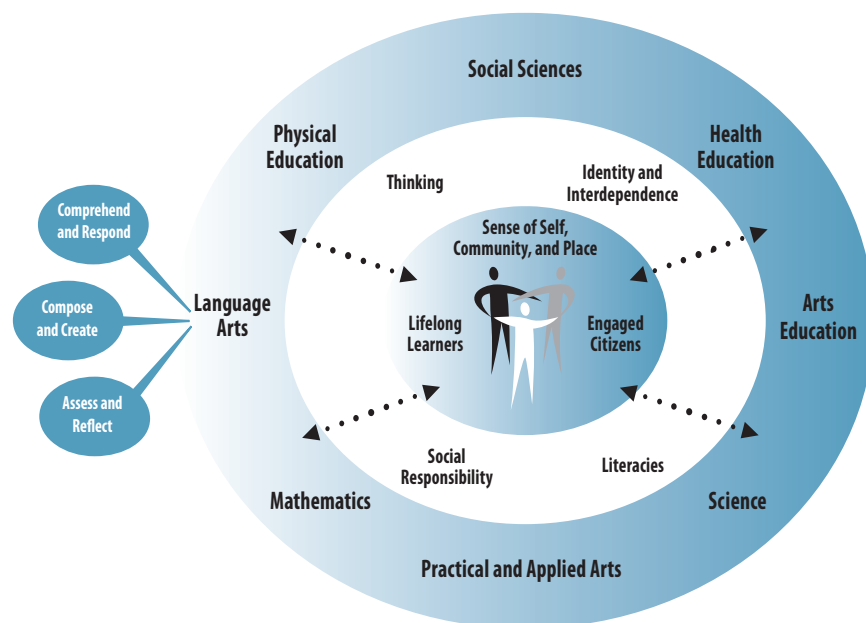 Social Sciences
Physical
Education
Health
Education
Thinking
Identity and
Interdependence
Comprehend
and Respond
Sense of Self,
Community, and Place
Compose
and Create
Language
Arts
Lifelong
Learners
Engaged
Citizens
Arts
Education
Assess and
Reflect
Social
Responsibility
Literacies
Mathematics
Science
Practical and Applied Arts